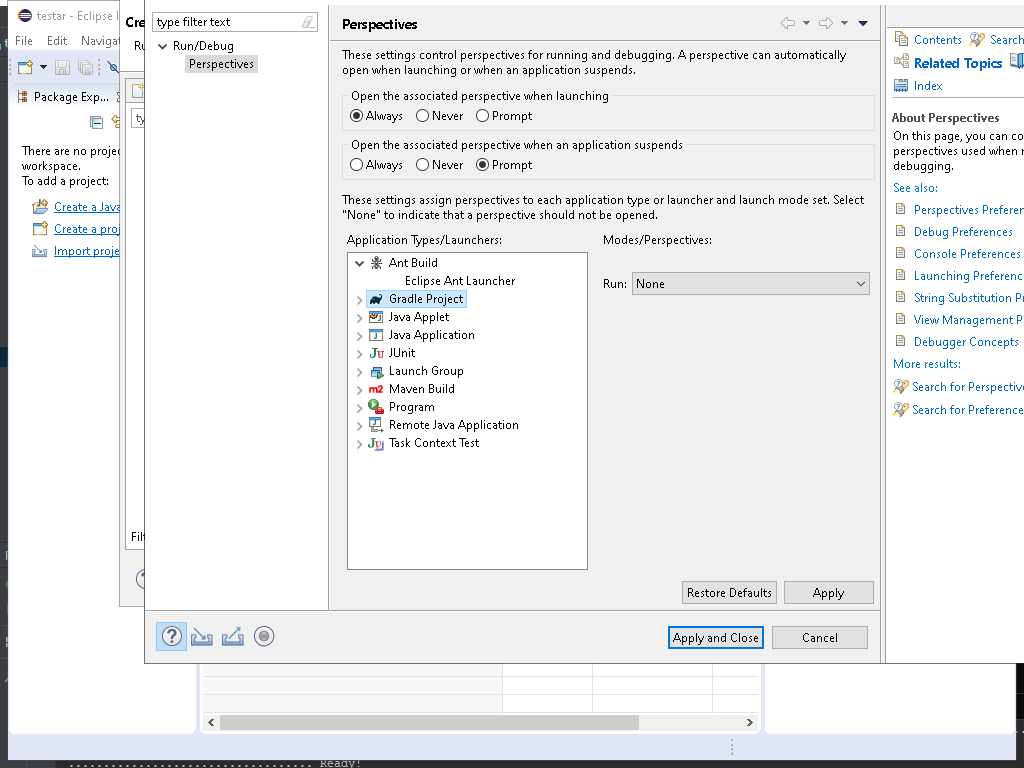 testar - Eclipse I
File Edit Navigat
Package Exp...
There are no proje
workspace.
To add a project:
Create a Java
Create a proj
Import proje
Cre
Ru
ty
Filt
type filter text
Run/Debug
Perspectives
Perspectives
These settings control perspectives for running and debugging. A perspective can automatically
open when launching or when an application suspends.
Open the associated perspective when launching
Always Never Prompt
Open the associated perspective when an application suspends
Always Never Prompt
These settings assign perspectives to each application type or launcher and launch mode set. Select
"None" to indicate that a perspective should not be opened.
Application Types/Launchers:
Modes/Perspectives:
Ant Build
Eclipse Ant Launcher
Gradle Project
Java Applet
Java Application
JUnit
Launch Group
Maven Build
Program
Remote Java Application
Task Context Test
Run: None
Restore Defaults Apply
Apply and Close Cancel
Contents Search
Related Topics
Index
About Perspectives
On this page, you can co
perspectives used when r
debugging.
See also:
Perspectives Preferen
Debug Preferences
Console Preferences
Launching Preferenc
String Substitution Pr
View Management P
Debugger Concepts
More results:
Search for Perspective
Search for Preference
Ready!